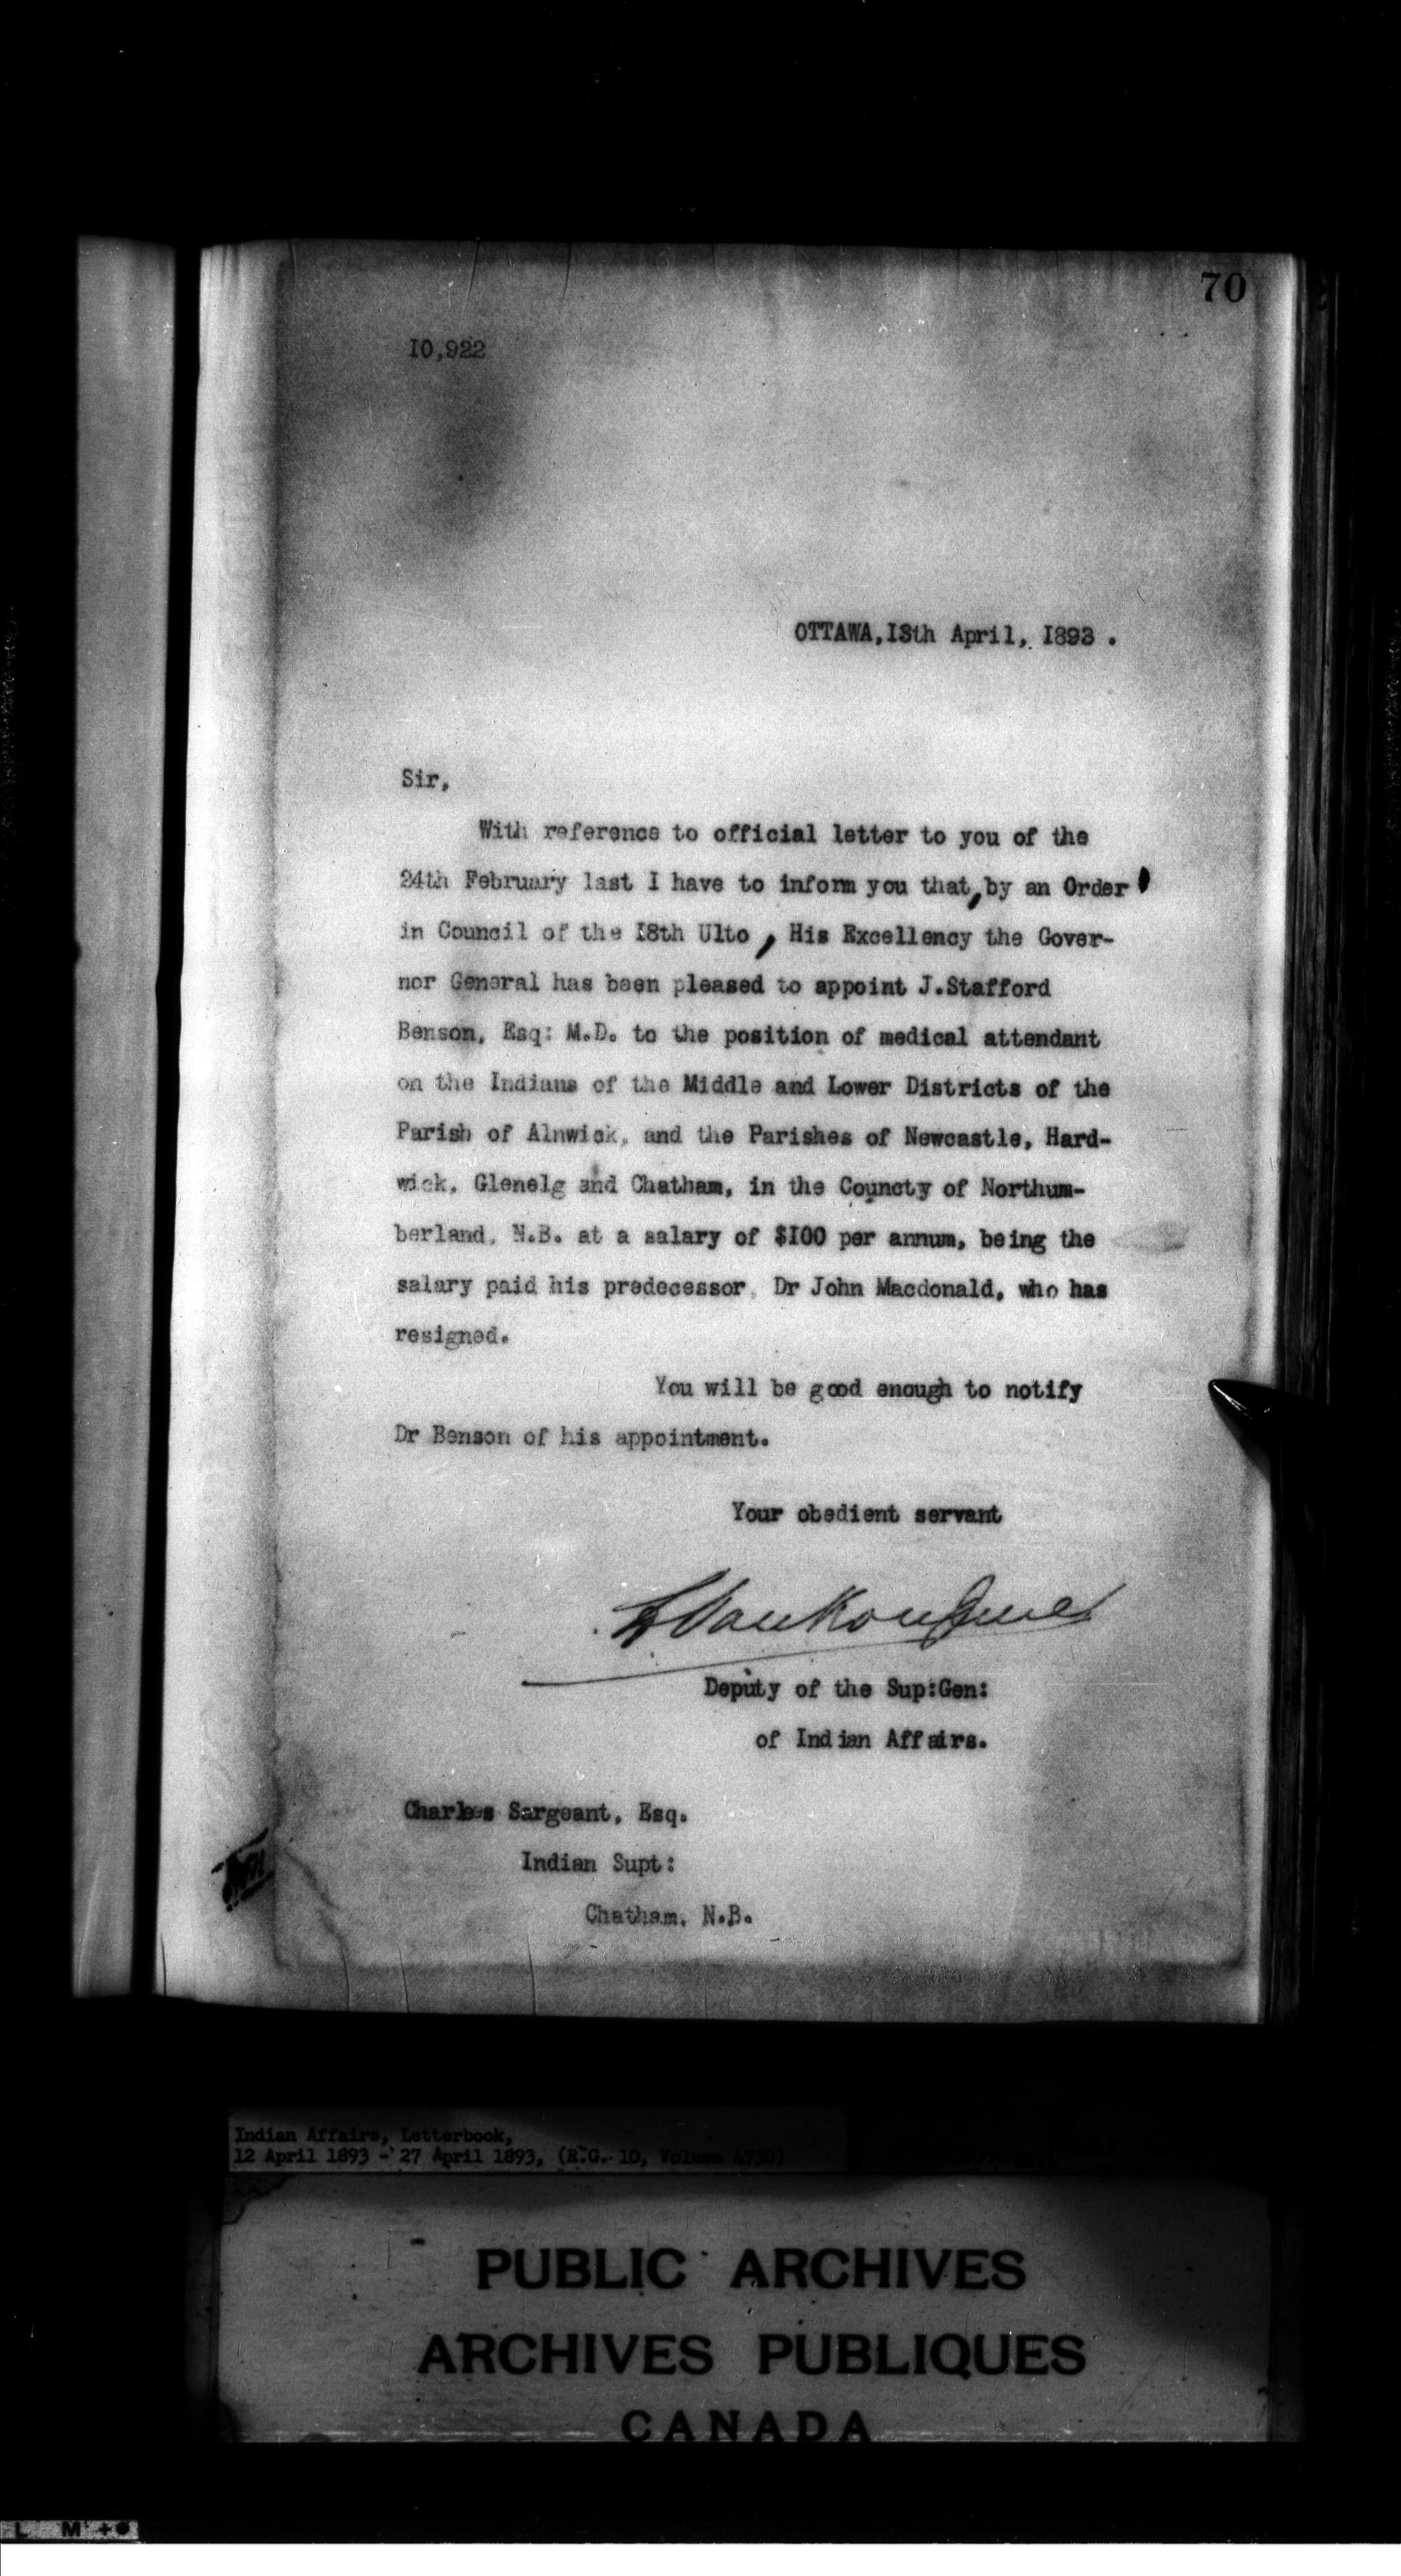 70
10,922
OTTAWA,13th April, 1893 .
Sir,
With reference to official letter to you of the
24th February last I have to inform you that, by an Order
in Council of the 18th Ulto , His Excellency the Gover-
nor General has been pleased to appoint J.Stafford
Benson, Esq: M.D. to the position of medical attendant
on the Indians of the Middle and Lower Districts of the
Parish of Alnwick, and the Parishes of Newcastle, Hard-
wick, Glenelg and Chatham, in the Councty of Northum-
berland, N.B. at a salary of $100 per annum, being the
salary paid his predecessor, Dr John Macdonald, who has
resigned.
You will be good enough to notify
Dr Benson of his appointment.
Your obedient servant
L Vankoughnet
Deputy of the Sup:Gen:
of Indian Affairs.
Charles Sargeant, Esq.
Indian Supt:
Chatham, N.B.
Indian Affairs, Letterbook,
12 April 1893 - 27 April 1893, (R.G. 10, Volume 4730)
PUBLIC ARCHIVES
ARCHIVES PUBLIQUES
CANADA